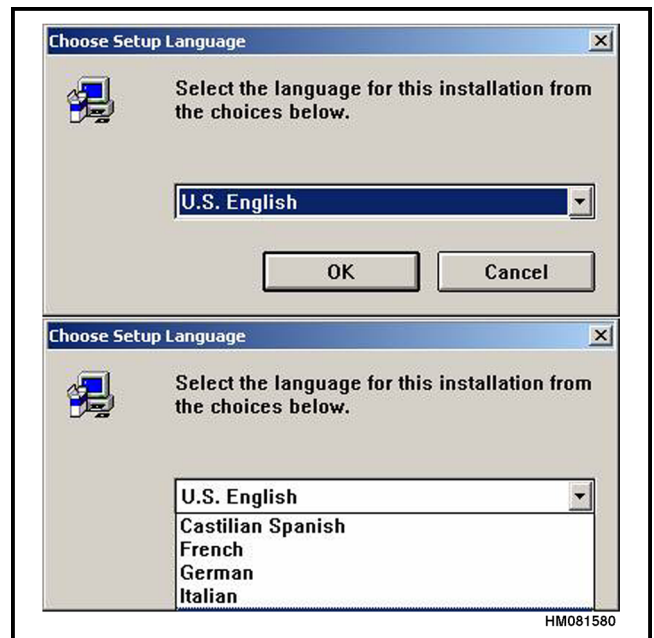 Choose Setup Language
Select the language for this installation from
the choices below.
U.S. English
OK
Cancel
Choose Setup Language
Select the language for this installation from
the choices below.
U.S. English
Castilian Spanish
French
German
Italian
HM081580